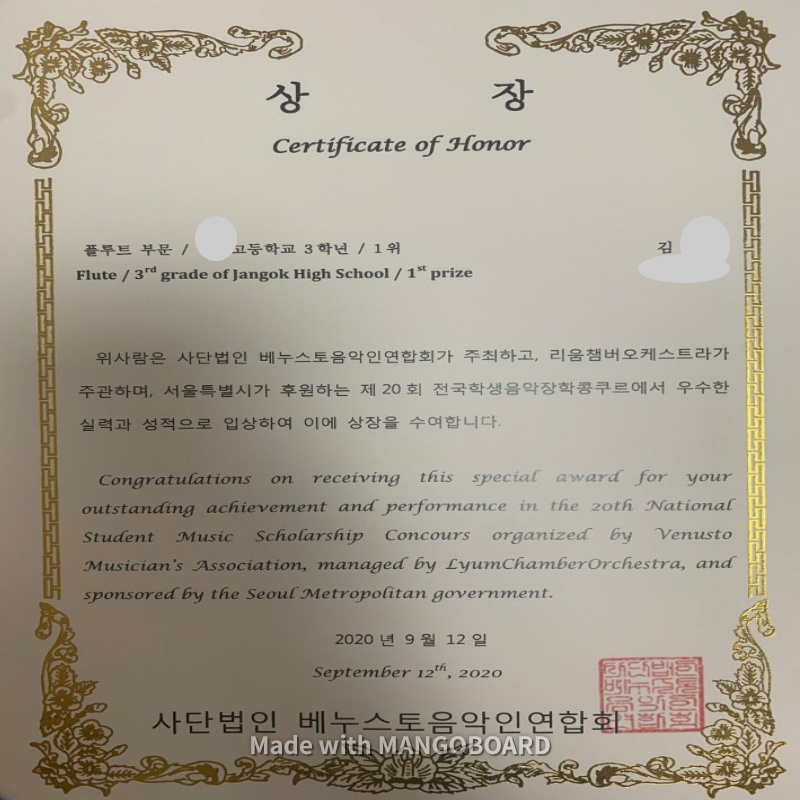 상 장
Certificate of Honor
플루트 부문 / 고등학교 3학년 / 1위 김
Flute / 3rd grade of Jangok High School / 1st prize
위사람은 사단법인 베누스토음악인연합회가 주최하고, 리움챔버오케스트라가
주관하며, 서울특별시가 후원하는 제 20 회 전국학생음악장학콩쿠르에서 우수한
실력과 성적으로 입상하여 이에 상장을 수여합니다.
Congratulations on receiving this special award for your
outstanding achievement and performance in the 20th National
Student Music Scholarship Concours organized by Venusto
Musician's Association, managed by LyumChamberOrchestra, and
sponsored by the Seoul Metropolitan government.
2020 년 9 월 12 일
September 12th, 2020
사단법인 베누스토음악인연합회
Made with MANGOBOARD